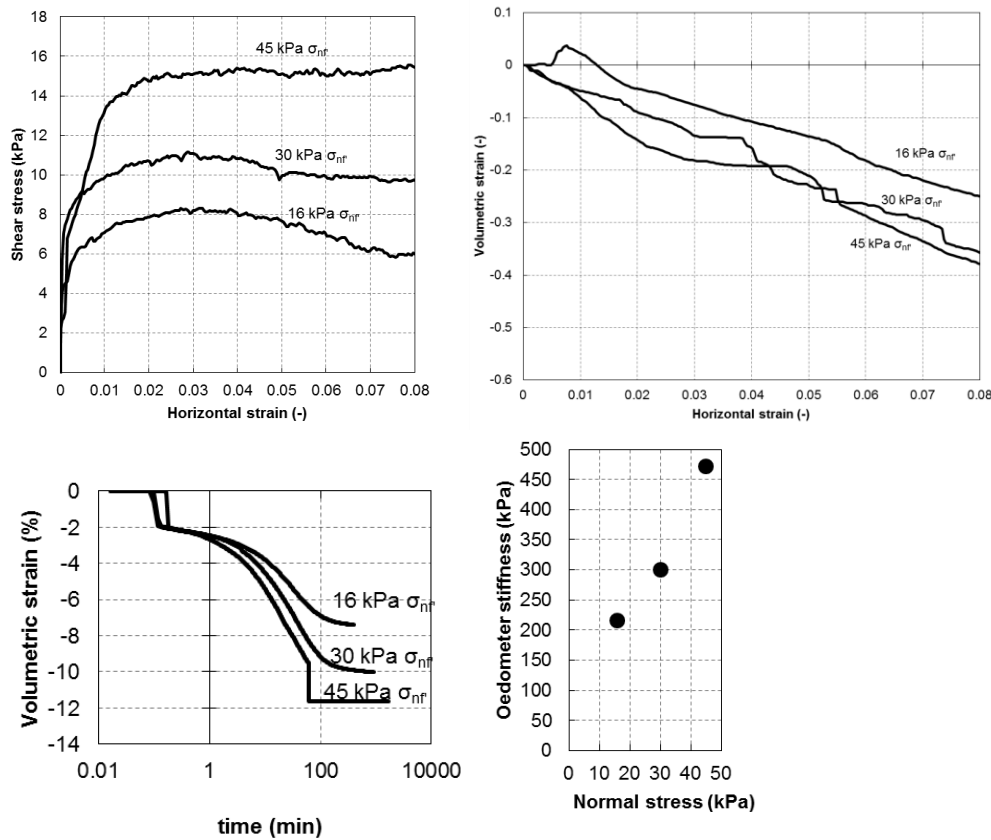 18
16
14
12
10
8
6
4
2
0
Shear stress (kPa)
45 kPa σnf'
30 kPa σnf'
16 kPa σnf'
0 0.01 0.02 0.03 0.04 0.05 0.06 0.07 0.08
Horizontal strain (-)
0.1
0
-0.1
-0.2
-0.3
-0.4
-0.5
-0.6
Volumetric strain (-)
16 kPa σnf'
30 kPa σnf'
45 kPa σnf'
0 0.01 0.02 0.03 0.04 0.05 0.06 0.07 0.08
Horizontal strain (-)
0
-2
-4
-6
-8
-10
-12
-14
Volumetric strain (%)
16 kPa σnf'
30 kPa σnf'
45 kPa σnf'
0.01 1 100 10000
time (min)
500
450
400
350
300
250
200
150
100
50
0
Oedometer stiffness (kPa)
0 10 20 30 40 50
Normal stress (kPa)